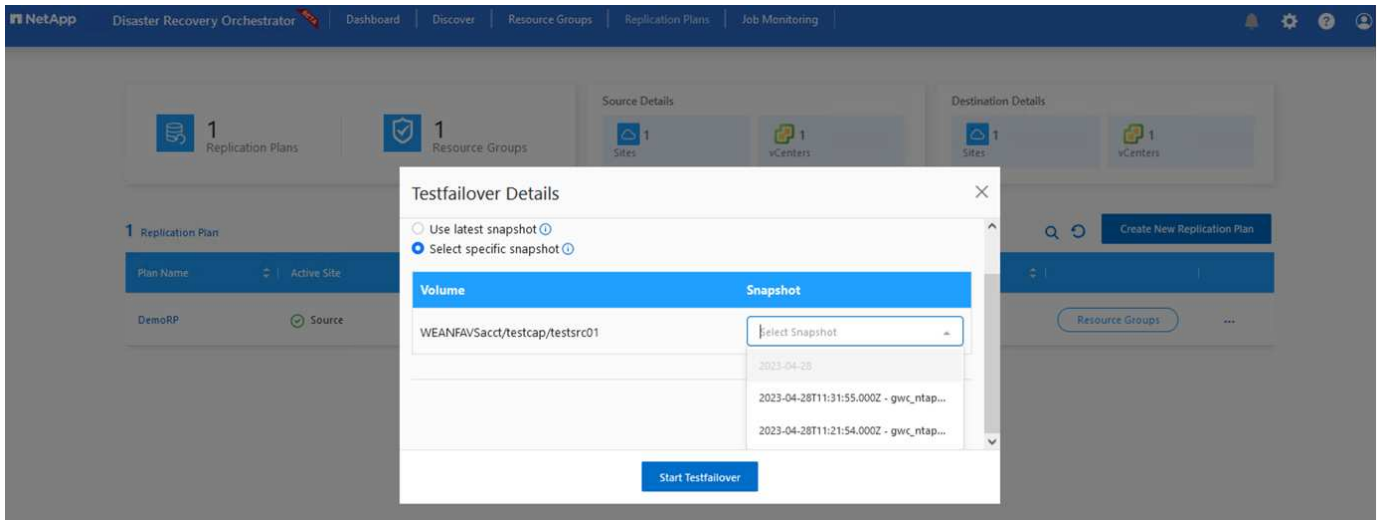 NetApp Disaster Recovery Orchestrator Dashboard Discover Resource Groups Replication Plans Job Monitoring
Source Details
Destination Details
1
Replication Plans
1
Resource Groups
1
Sites
1
vCenters
1
Sites
1
vCenters
Testfailover Details
Use latest snapshot
Select specific snapshot
1 Replication Plan
Create New Replication Plan
Plan Name Active Site
Volume Snapshot
DemoRP Source
WEANFAVSacct/testcap/testsrc01
Select Snapshot
Resource Groups ...
2023-04-28
2023-04-28T11:31:55.000Z - gwc_ntap...
2023-04-28T11:21:54.000Z - gwc_ntap...
Start Testfailover